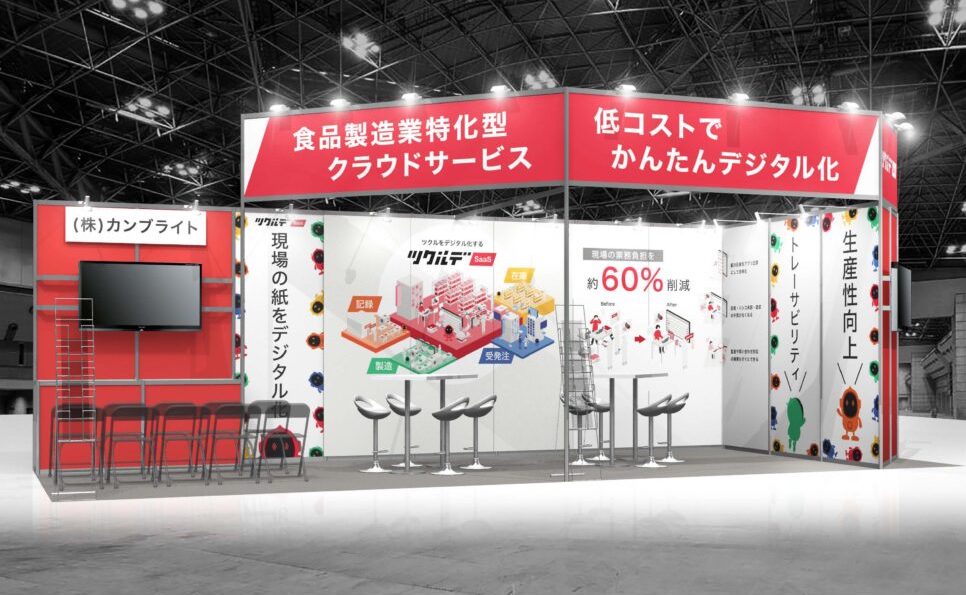 食品製造業特化型
クラウドサービス
低コストで
かんたんデジタル化
(株)カンブライト
ツクルデ
現場の紙をデジタル化
ツクルをデジタル化する
ツクルデ SaaS
記録
在庫
製造
受発注
現場の業務負担を
約60%削減
Before
After
トレーサビリティ
生産性向上